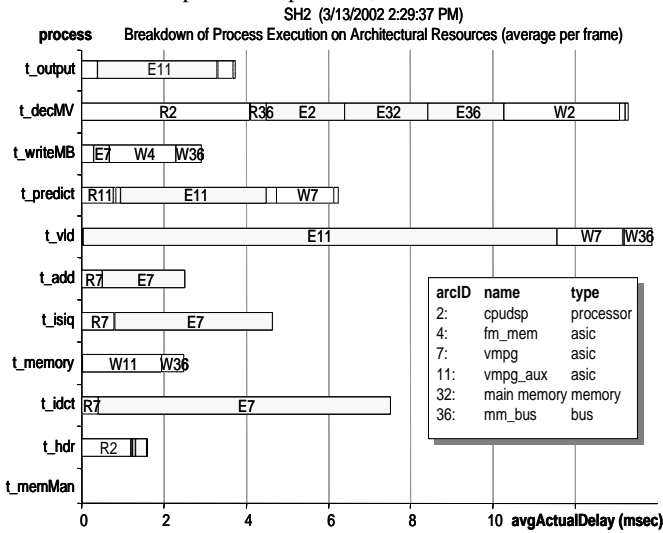 SH2 (3/13/2002 2:29:37 PM)
process Breakdown of Process Execution on Architectural Resources (average per frame)
t_output E11
t_decMV R2 R36 E2 E32 E36 W2
t_writeMB E7 W4 W36
t_predict R11 E11 W7
t_vld E11 W7 W36
t_add R7 E7
t_isiq R7 E7
t_memory W11 W36
t_idct R7 E7
t_hdr R2
t_memMan
arcID name type
2: cpudsp processor
4: fm_mem asic
7: vmpg asic
11: vmpg_aux asic
32: main memory memory
36: mm_bus bus
0 2 4 6 8 10 avgActualDelay (msec)